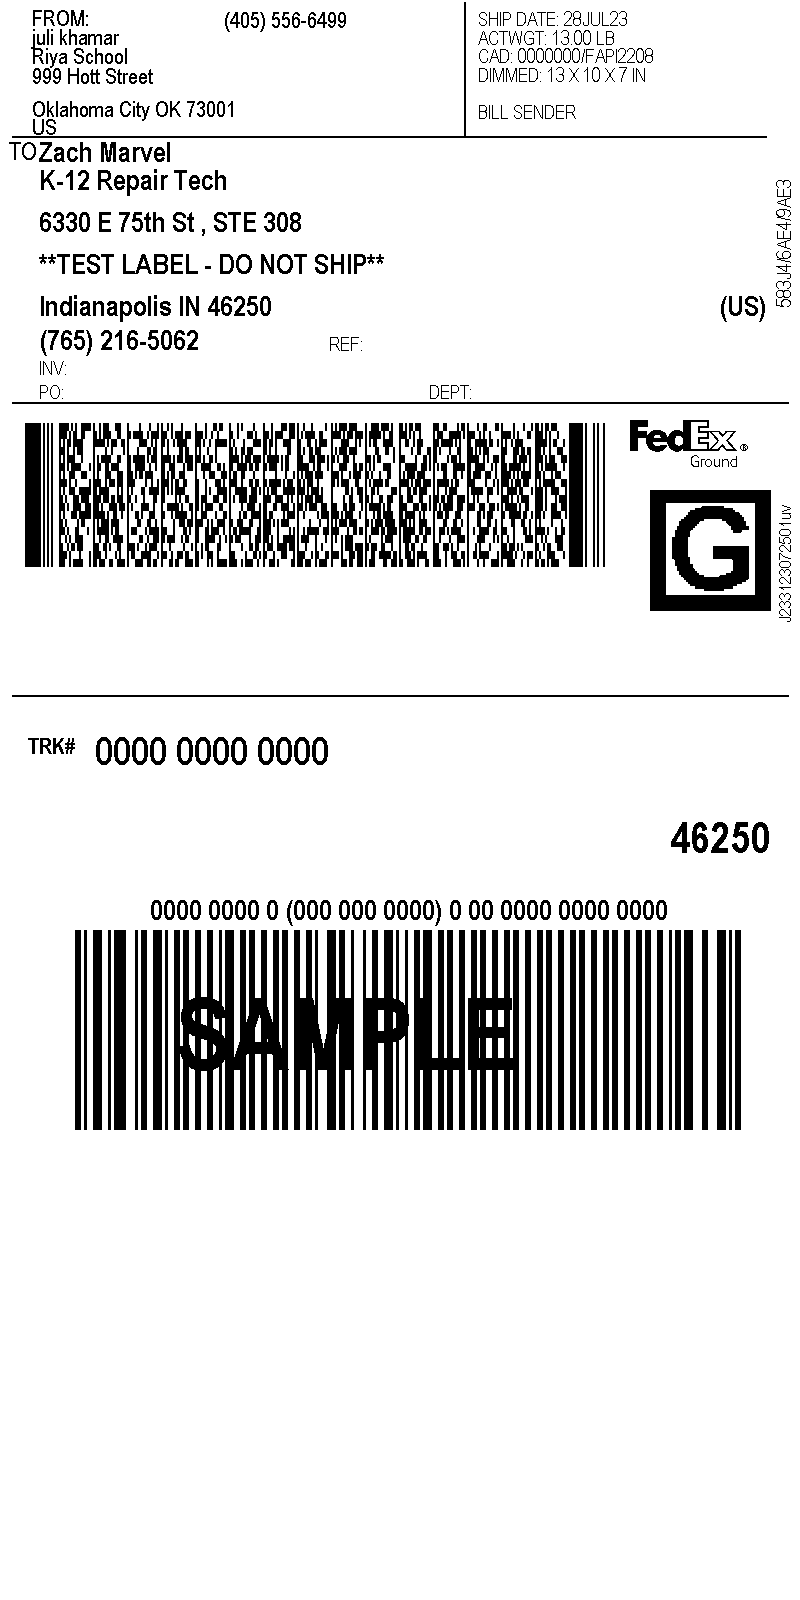 FROM: (405) 556-6499
juli khamar
Riya School
999 Hott Street
Oklahoma City OK 73001
US
SHIP DATE: 28JUL23
ACTWGT: 13.00 LB
CAD: 0000000/FAPI2208
DIMMED: 13 X 10 X 7 IN
BILL SENDER
TO Zach Marvel
K-12 Repair Tech
6330 E 75th St , STE 308
**TEST LABEL - DO NOT SHIP**
Indianapolis IN 46250 (US)
(765) 216-5062 REF:
INV:
PO: DEPT:
583J4/6AE4/9AE3
FedEx®
Ground
G
J233123072501uv
TRK# 0000 0000 0000
46250
0000 0000 0 (000 000 0000) 0 00 0000 0000 0000
SAMPLE